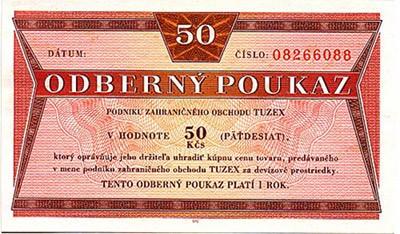 50
DÁTUM: ČÍSLO: 08266088
ODBERNÝ POUKAZ
PODNIKU ZAHRANIČNÉHO OBCHODU TUZEX
V HODNOTE 50 (PÄŤDESIAT).
KČS
ktorý oprávňuje jeho držiteľa uhradiť kúpnu cenu tovaru, predávaného
v mene podniku zahraničného obchodu TUZEX za devízové prostriedky.
TENTO ODBERNÝ POUKAZ PLATÍ 1 ROK.